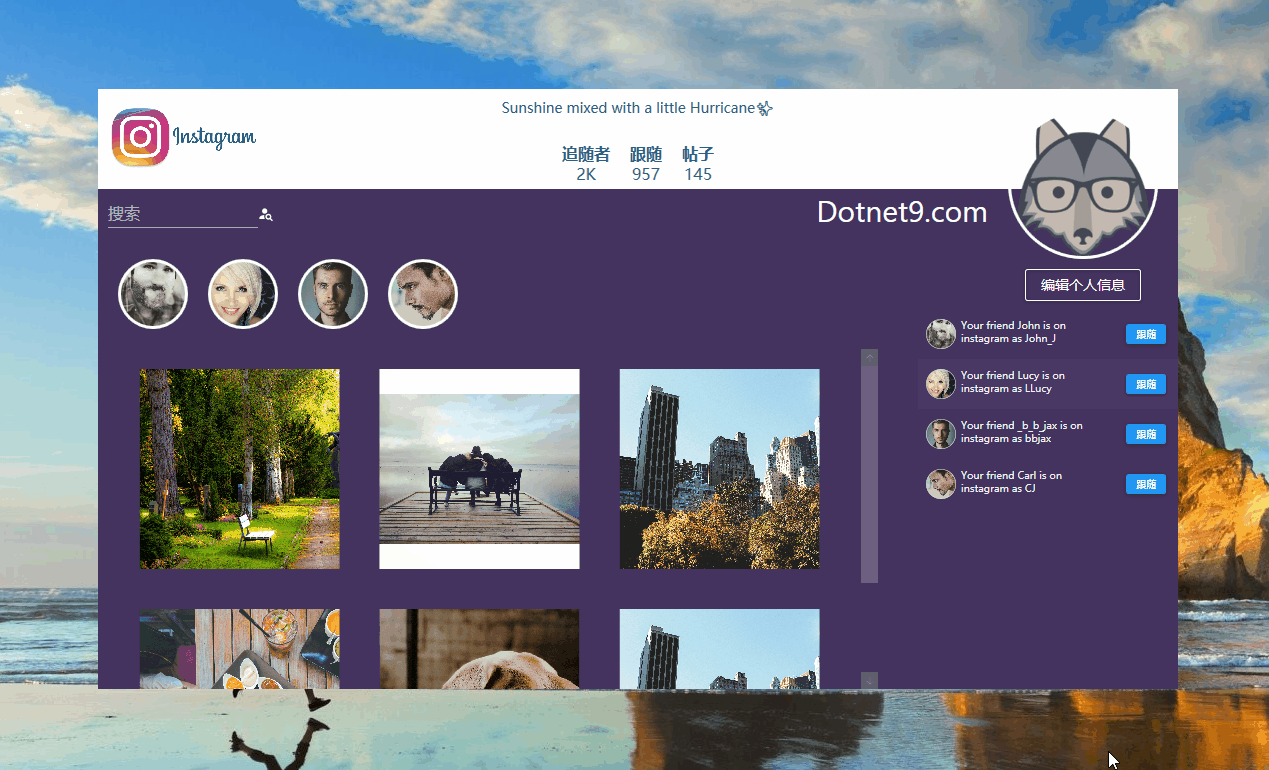 Sunshine mixed with a little Hurricane
Instagram
追随者 跟随 帖子
2K 957 145
搜索
Dotnet9.com
编辑个人信息
Your friend John is on
instagram as John_J
跟随
Your friend Lucy is on
instagram as LLucy
跟随
Your friend _b_b_jax is on
instagram as bbjax
跟随
Your friend Carl is on
instagram as CJ
跟随